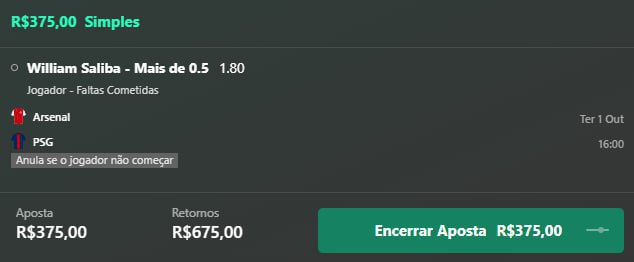 R$375,00 Simples
William Saliba - Mais de 0.5 1.80
Jogador - Faltas Cometidas
Arsenal
Ter 1 Out
PSG
16:00
Anula se o jogador não começar
Aposta
Retornos
R$375,00
R$675,00
Encerrar Aposta R$375,00